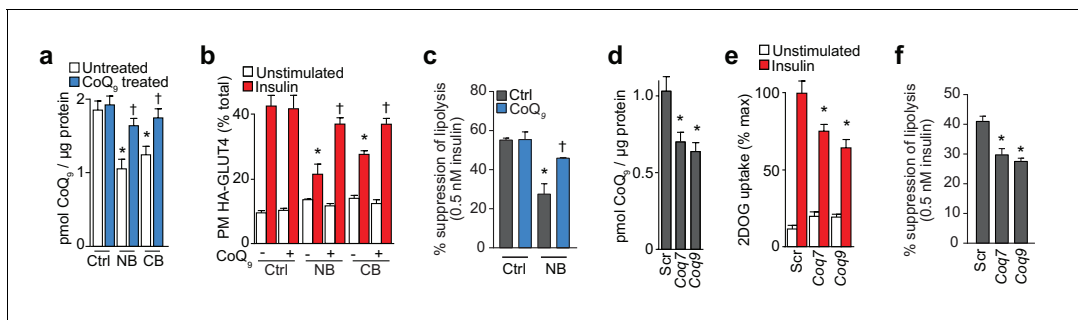 a
Untreated
CoQ9 treated
pmol CoQ9 / µg protein
2
1
0
*
†
*
†
Ctrl NB CB
b
Unstimulated
Insulin
PM HA-GLUT4 (% total)
40
20
0
*
†
*
†
CoQ9 - + - + - +
Ctrl NB CB
c
Ctrl
CoQ9
% suppression of lipolysis
(0.5 nM insulin)
80
60
40
20
0
*
†
Ctrl NB
d
pmol CoQ9 / µg protein
1.0
0.5
0
*
*
Scr
Coq7
Coq9
e
Unstimulated
Insulin
2DOG uptake (% max)
100
50
0
*
*
Scr
Coq7
Coq9
f
% suppression of lipolysis
(0.5 nM insulin)
50
40
30
20
10
0
*
*
Scr
Coq7
Coq9